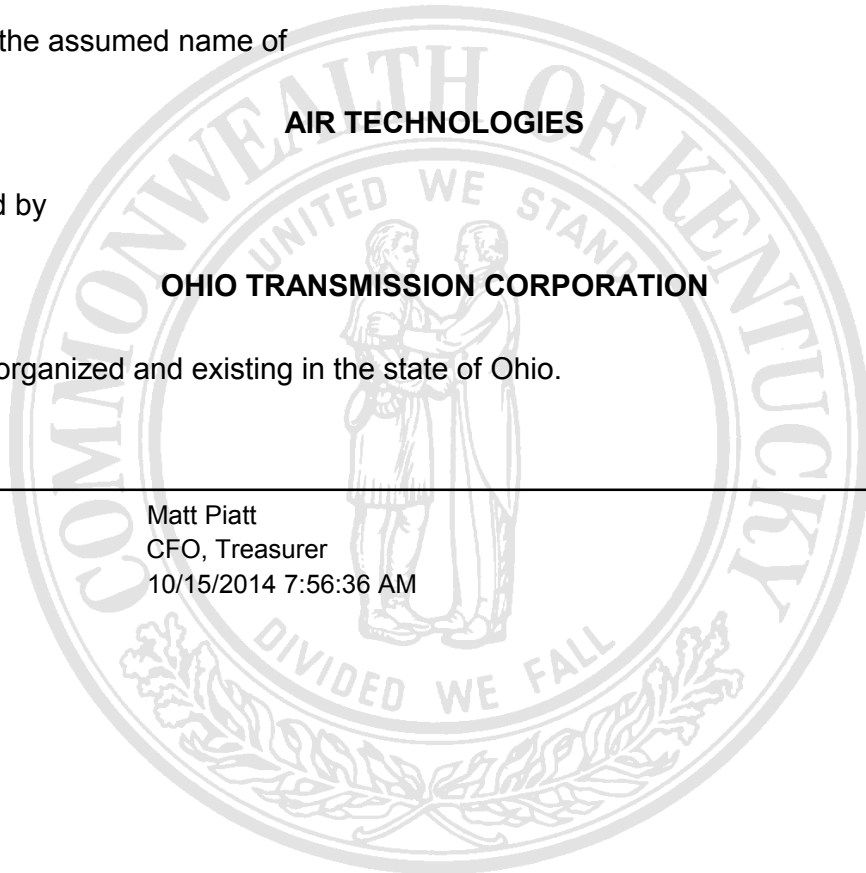 the assumed name of
AIR TECHNOLOGIES
d by
OHIO TRANSMISSION CORPORATION
organized and existing in the state of Ohio.
Matt Piatt
CFO, Treasurer
10/15/2014 7:56:36 AM
COMMONWEALTH OF KENTUCKY
UNITED WE STAND
DIVIDED WE FALL